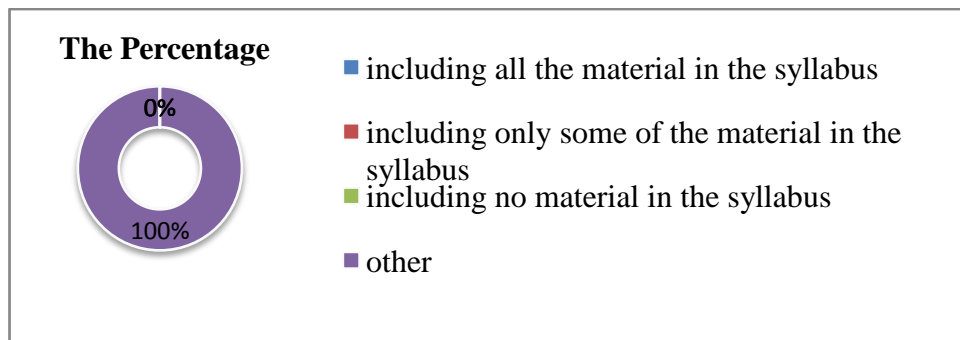 The Percentage
0%
100%
including all the material in the syllabus
including only some of the material in the
syllabus
including no material in the syllabus
other